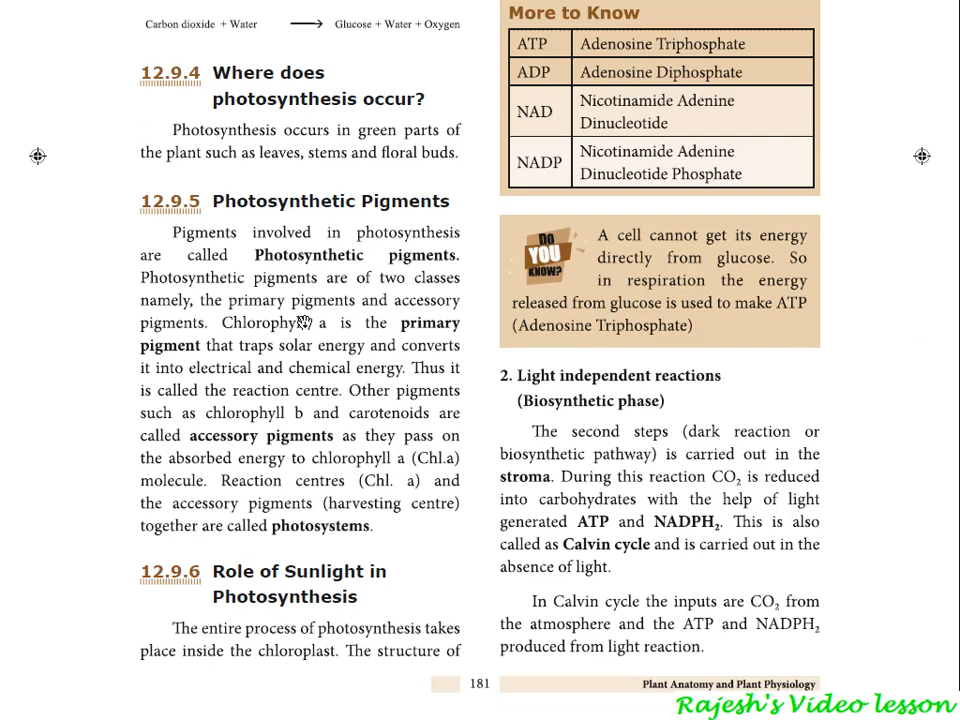 Carbon dioxide + Water ⟶ Glucose + Water + Oxygen
12.9.4 Where does
photosynthesis occur?
Photosynthesis occurs in green parts of
the plant such as leaves, stems and floral buds.
12.9.5 Photosynthetic Pigments
Pigments involved in photosynthesis
are called Photosynthetic pigments.
Photosynthetic pigments are of two classes
namely, the primary pigments and accessory
pigments. Chlorophyll a is the primary
pigment that traps solar energy and converts
it into electrical and chemical energy. Thus it
is called the reaction centre. Other pigments
such as chlorophyll b and carotenoids are
called accessory pigments as they pass on
the absorbed energy to chlorophyll a (Chl.a)
molecule. Reaction centres (Chl. a) and
the accessory pigments (harvesting centre)
together are called photosystems.
12.9.6 Role of Sunlight in
Photosynthesis
The entire process of photosynthesis takes
place inside the chloroplast. The structure of
More to Know
ATP Adenosine Triphosphate
ADP Adenosine Diphosphate
NAD Nicotinamide Adenine
Dinucleotide
NADP Nicotinamide Adenine
Dinucleotide Phosphate
DO
YOU
KNOW?
A cell cannot get its energy
directly from glucose. So
in respiration the energy
released from glucose is used to make ATP
(Adenosine Triphosphate)
2. Light independent reactions
(Biosynthetic phase)
The second steps (dark reaction or
biosynthetic pathway) is carried out in the
stroma. During this reaction CO₂ is reduced
into carbohydrates with the help of light
generated ATP and NADPH₂. This is also
called as Calvin cycle and is carried out in the
absence of light.
In Calvin cycle the inputs are CO₂ from
the atmosphere and the ATP and NADPH₂
produced from light reaction.
181 Plant Anatomy and Plant Physiology
Rajesh's Video lesson